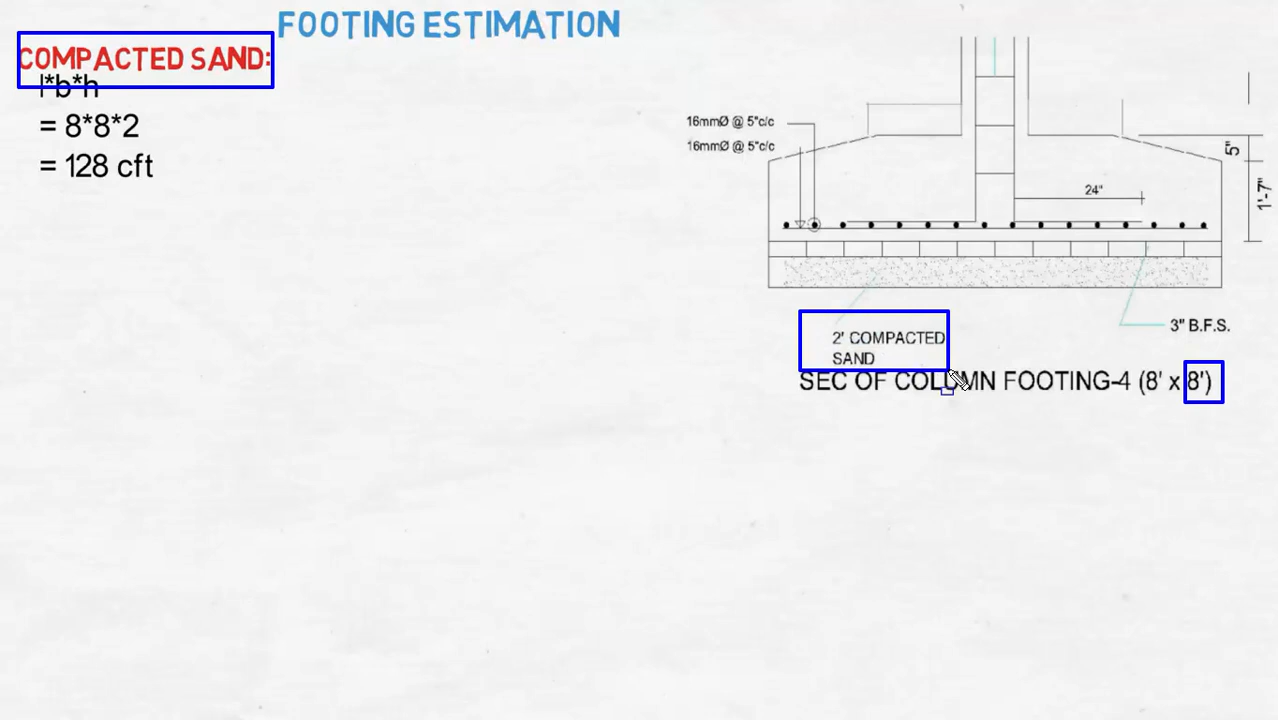 FOOTING ESTIMATION
COMPACTED SAND:
l*b*h
= 8*8*2
= 128 cft
16mmØ @ 5"c/c
16mmØ @ 5"c/c
5"
24"
1'-7"
2' COMPACTED
SAND
3" B.F.S.
SEC OF COLUMN FOOTING-4 (8' x 8')